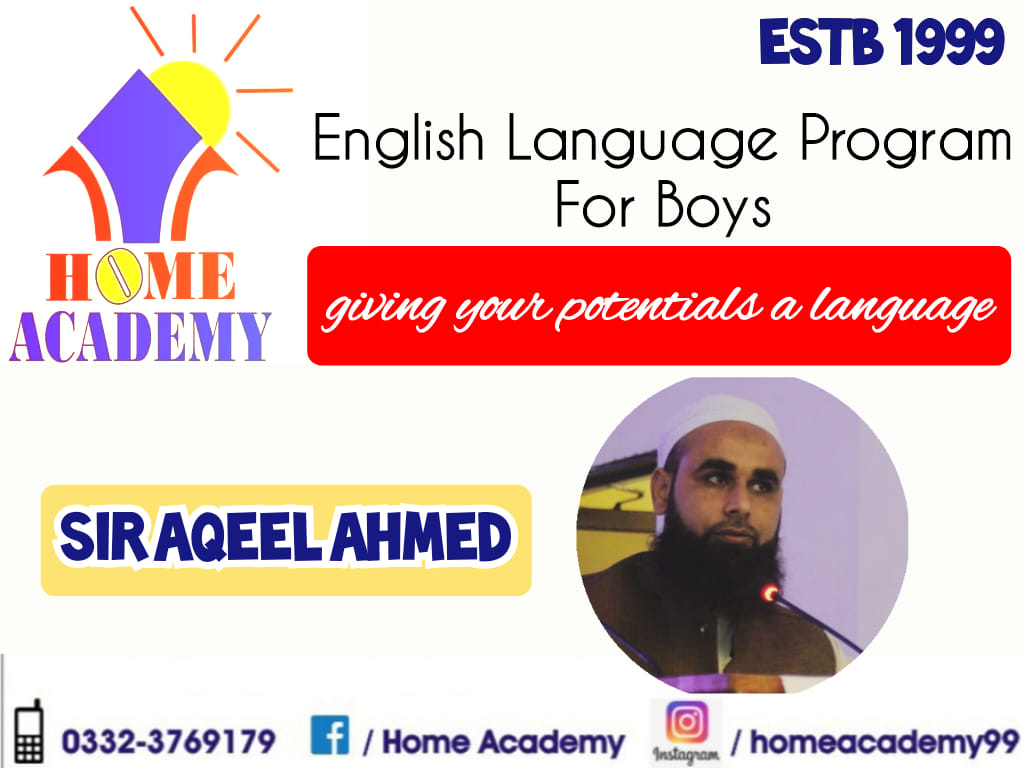 ESTB 1999
English Language Program
For Boys
HOME
ACADEMY
giving your potentials a language
SIR AQEEL AHMED
0332-3769179
/ Home Academy
Instagram
/ homeacademy99